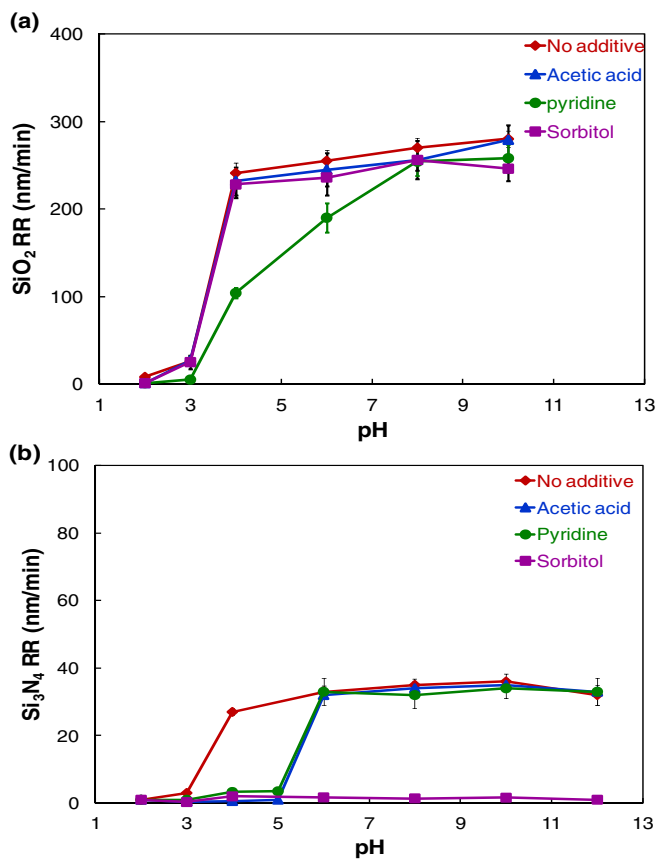 (a)
400
300
200
100
0
SiO2 RR (nm/min)
No additive
Acetic acid
pyridine
Sorbitol
1 3 5 7 9 11 13
pH
(b)
100
80
60
40
20
0
Si3N4 RR (nm/min)
No additive
Acetic acid
Pyridine
Sorbitol
1 3 5 7 9 11 13
pH